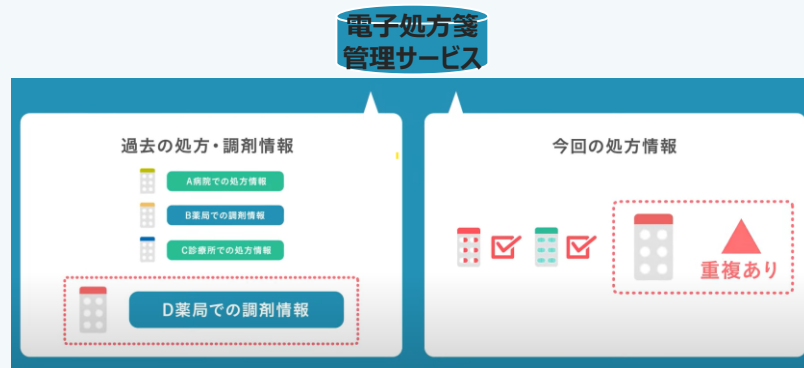 電子処方箋
管理サービス
過去の処方・調剤情報
A病院での処方情報
B薬局での調剤情報
C診療所での処方情報
D薬局での調剤情報
今回の処方情報
重複あり